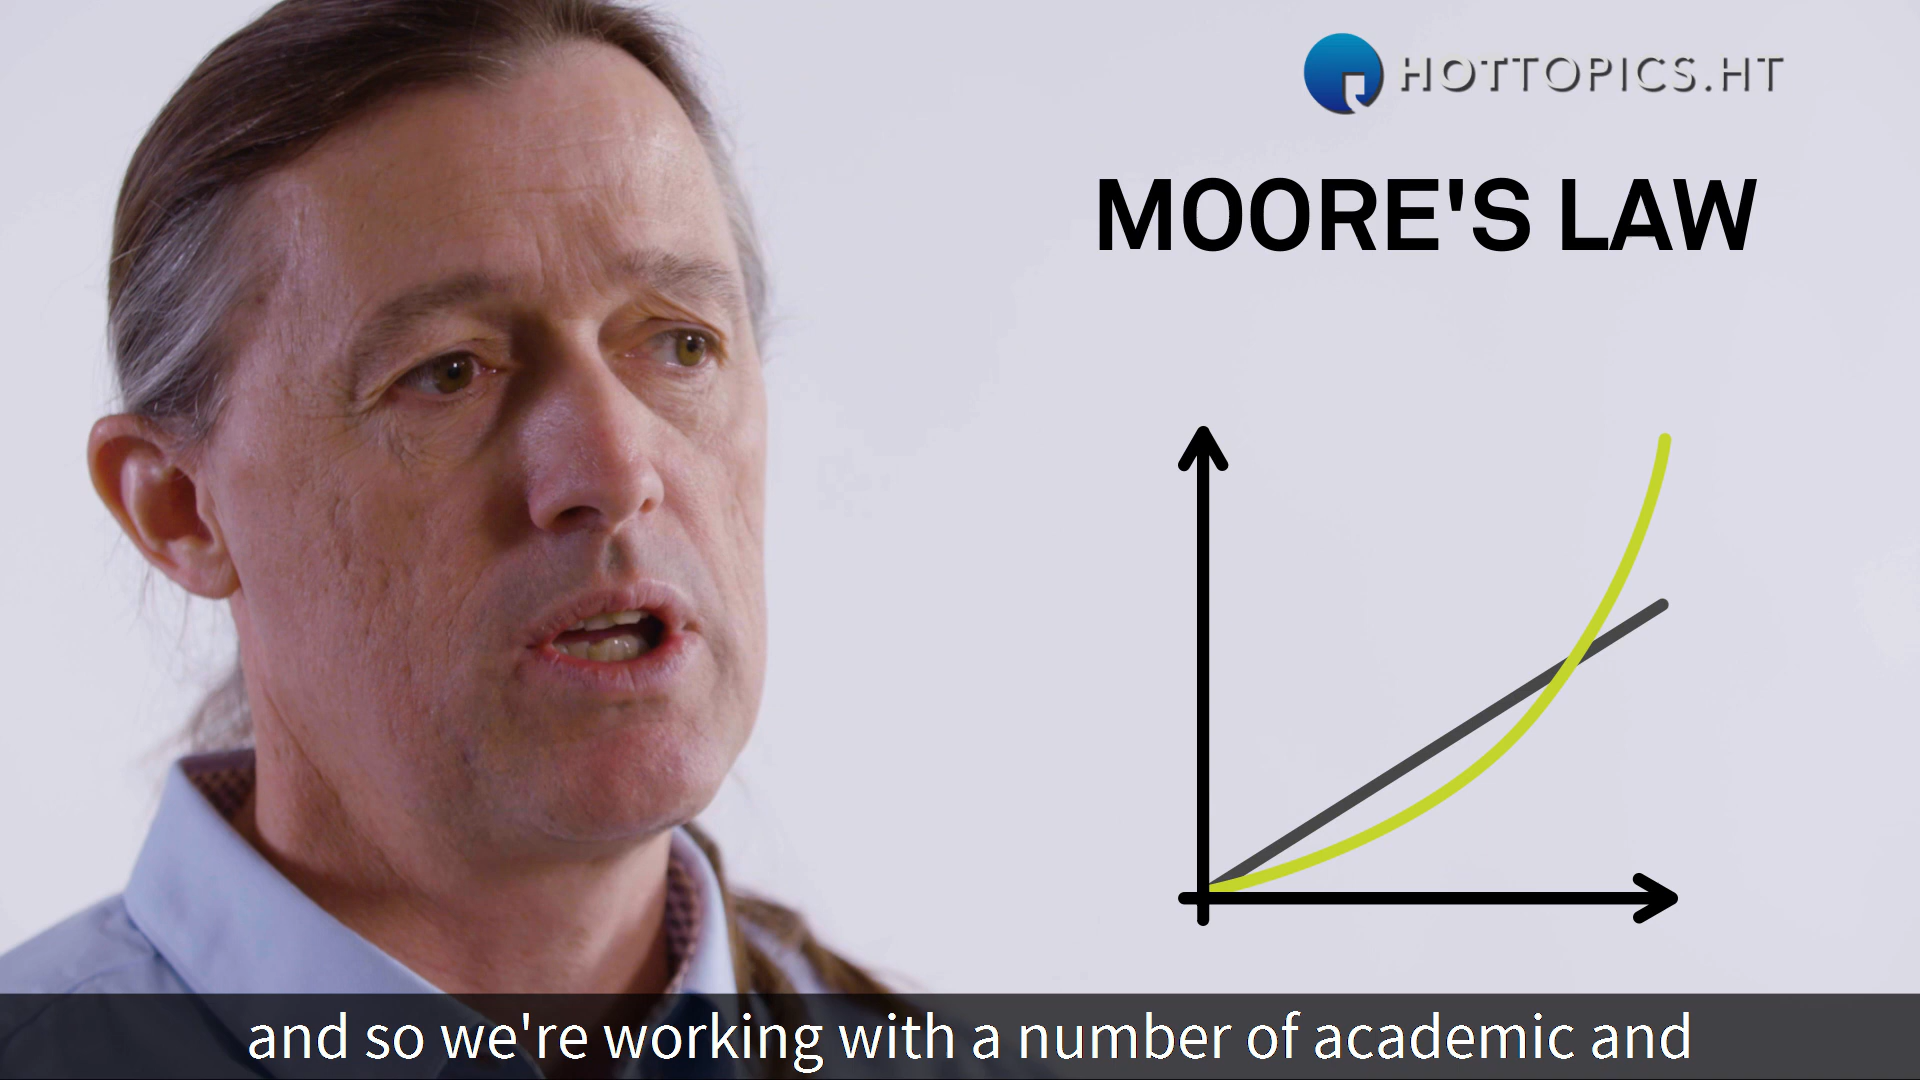 HOTTOPICS.HT
MOORE'S LAW
and so we're working with a number of academic and